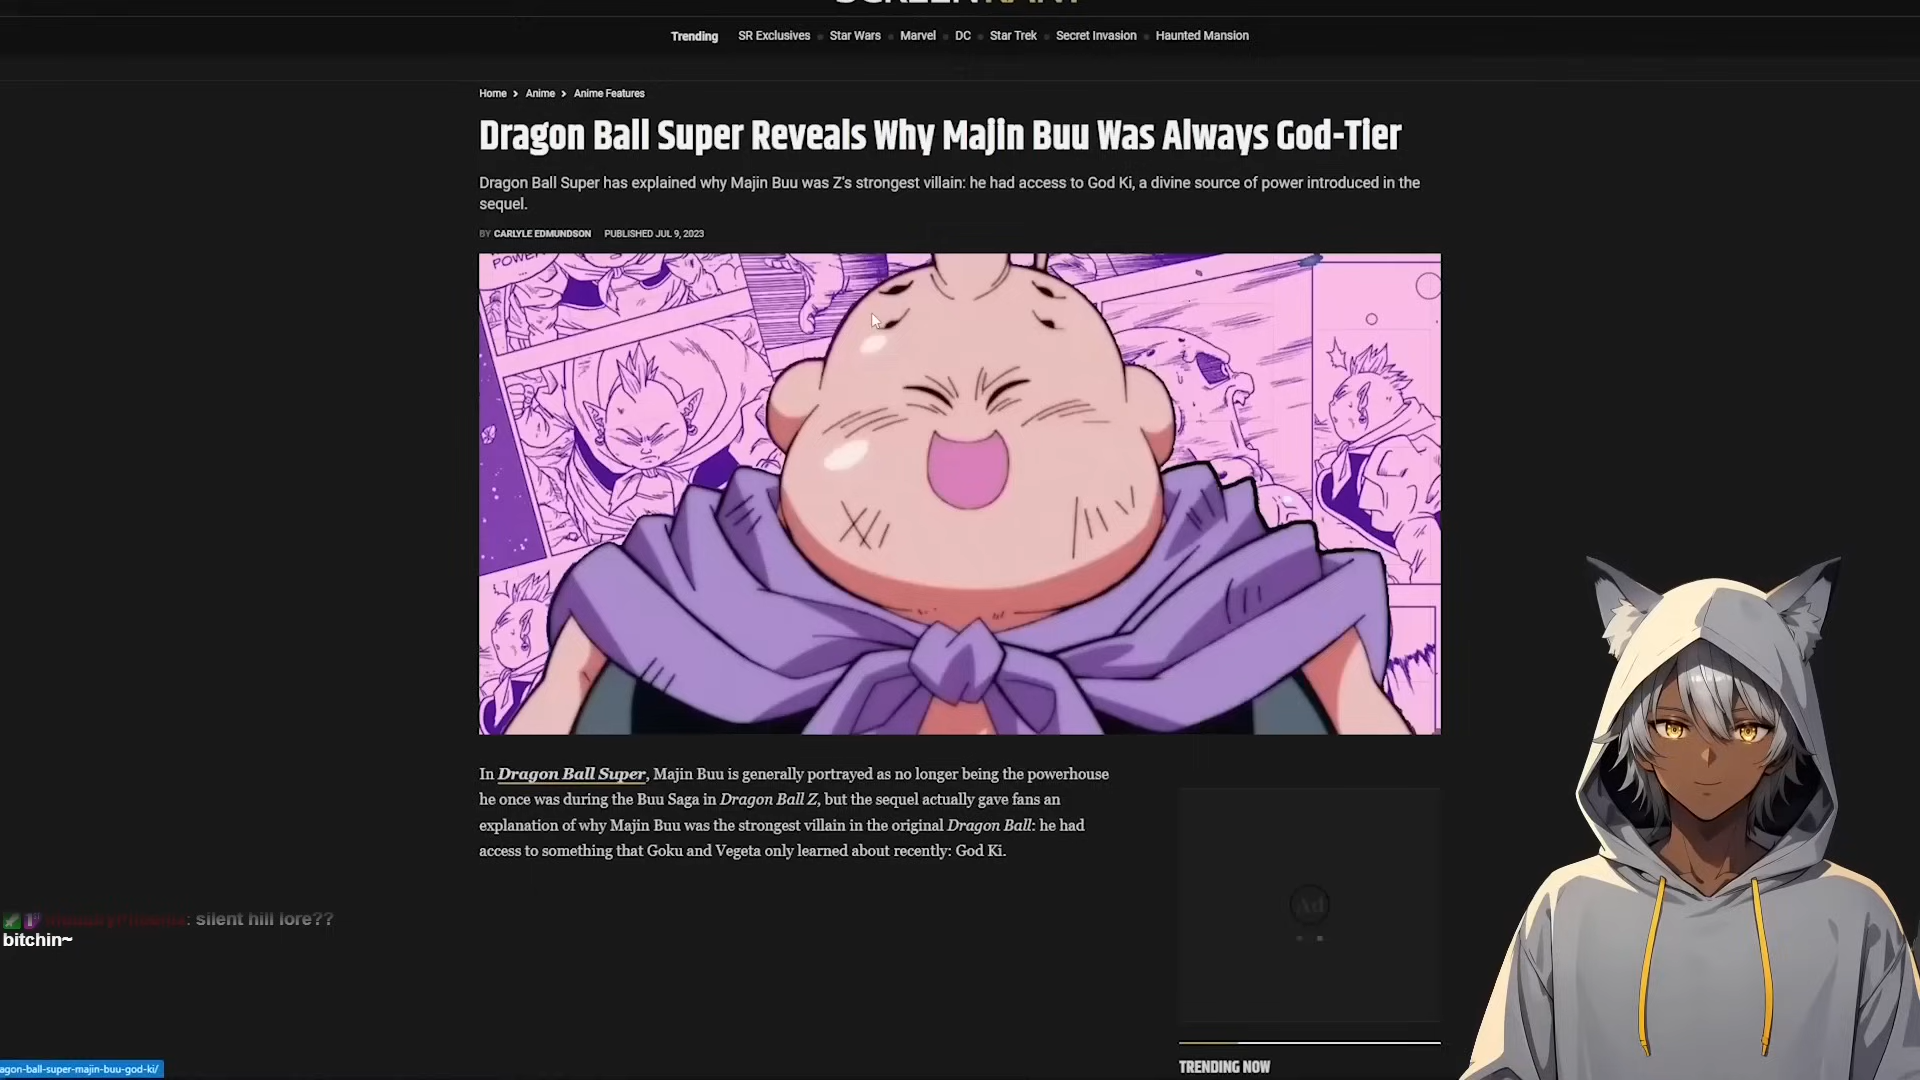 Trending SR Exclusives Star Wars Marvel DC Star Trek Secret Invasion Haunted Mansion
Home > Anime > Anime Features
Dragon Ball Super Reveals Why Majin Buu Was Always God-Tier
Dragon Ball Super has explained why Majin Buu was Z's strongest villain: he had access to God Ki, a divine source of power introduced in the
sequel.
BY CARLYLE EDMUNDSON PUBLISHED JUL 9, 2023
POWER
In Dragon Ball Super, Majin Buu is generally portrayed as no longer being the powerhouse
he once was during the Buu Saga in Dragon Ball Z, but the sequel actually gave fans an
explanation of why Majin Buu was the strongest villain in the original Dragon Ball: he had
access to something that Goku and Vegeta only learned about recently: God Ki.
Ad
: silent hill lore??
bitchin~
TRENDING NOW
agon-ball-super-majin-buu-god-ki/